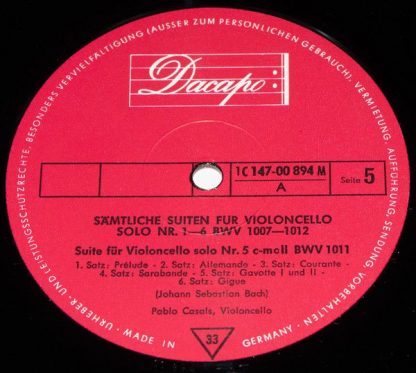 URHEBER- UND LEISTUNGSSCHUTZRECHTE, BESONDERS VERVIELFÄLTIGUNG (AUSSER ZUM PERSÖNLICHEN GEBRAUCH), VERMIETUNG, AUFFÜHRUNG, SENDUNG VORBEHALTEN
Dacapo
1C 147-00 894 M
A
Seite 5
SÄMTLICHE SUITEN FUR VIOLONCELLO
SOLO NR. 1—6 BWV 1007—1012
Suite für Violoncello solo Nr. 5 c-moll BWV 1011
1. Satz: Prélude - 2. Satz: Allemande - 3. Satz: Courante -
4. Satz: Sarabande - 5. Satz: Gavotte I und II -
6. Satz: Gigue
(Johann Sebastian Bach)
Pablo Casals, Violoncello
MADE IN GERMANY
33